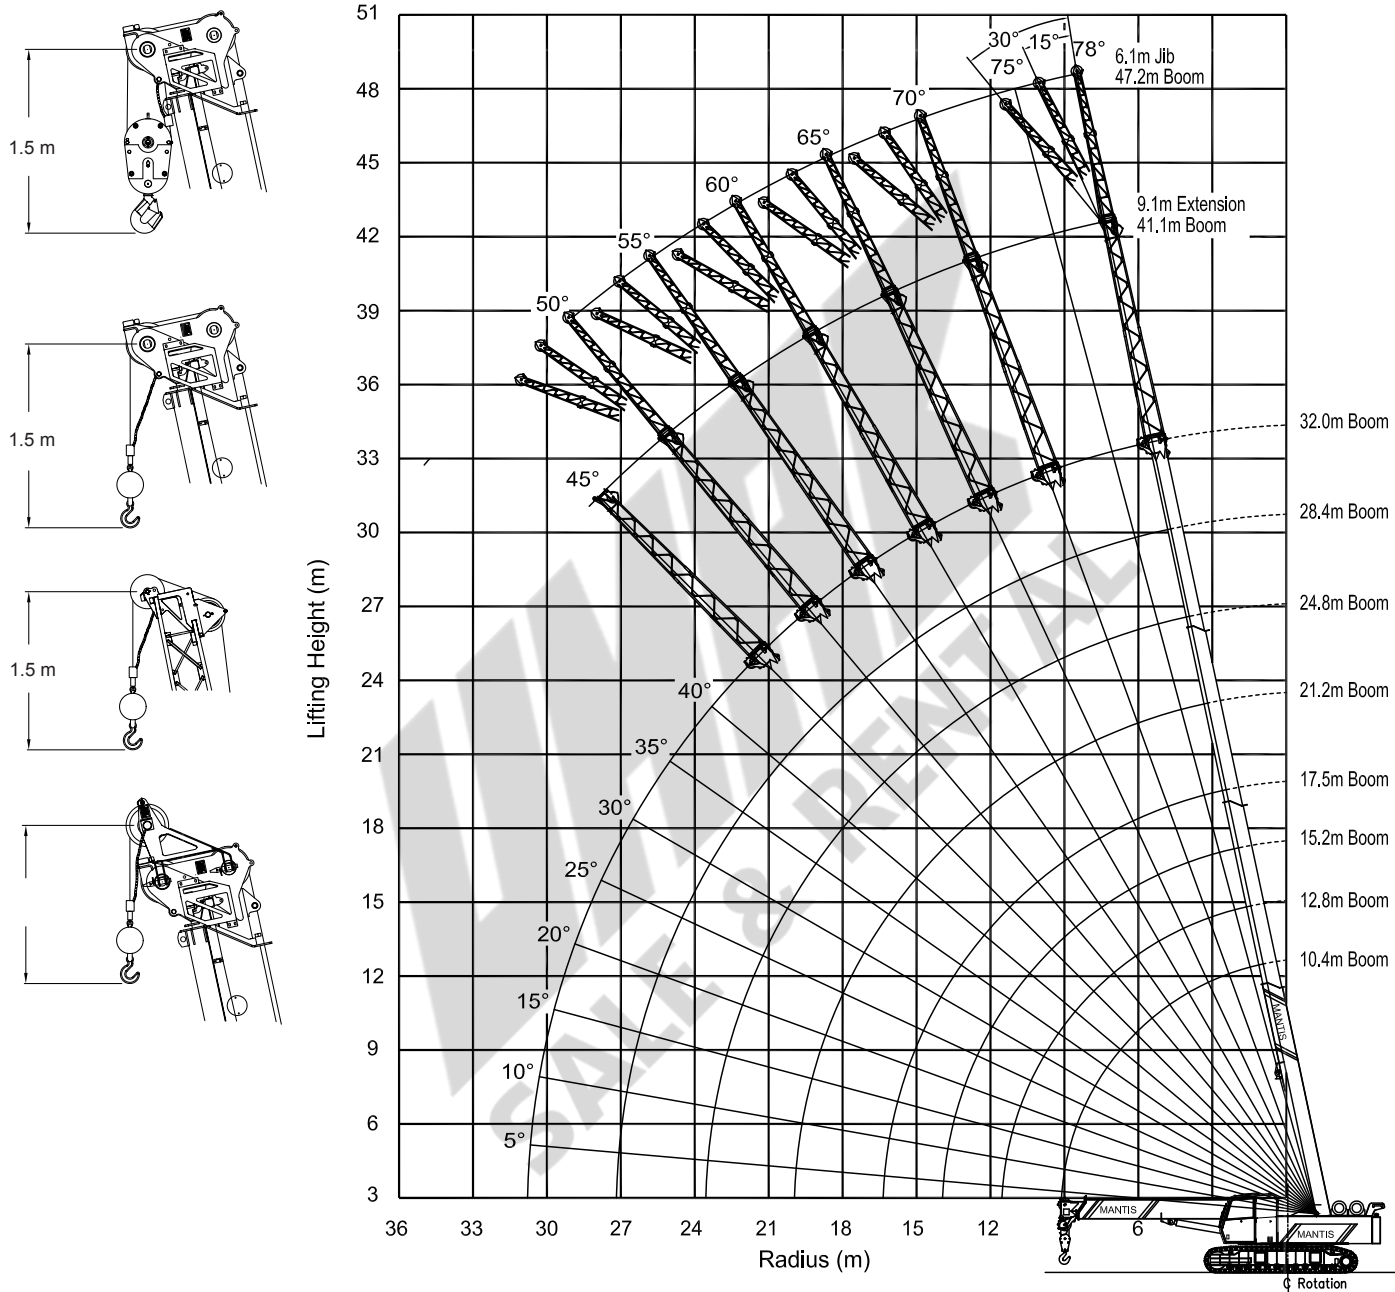 51
48
45
42
39
36
33
30
27
24
21
18
15
12
9
6
3
36
33
30
27
24
21
18
15
12
6
Lifting Height (m)
Radius (m)
1.5 m
1.5 m
1.5 m
30°
15°
78°
75°
70°
65°
60°
55°
50°
45°
40°
35°
30°
25°
20°
15°
10°
5°
6.1m Jib
47.2m Boom
9.1m Extension
41.1m Boom
32.0m Boom
28.4m Boom
24.8m Boom
21.2m Boom
17.5m Boom
15.2m Boom
12.8m Boom
10.4m Boom
MANTIS
MANTIS
MANTIS
℄ Rotation
SALE & RENTAL